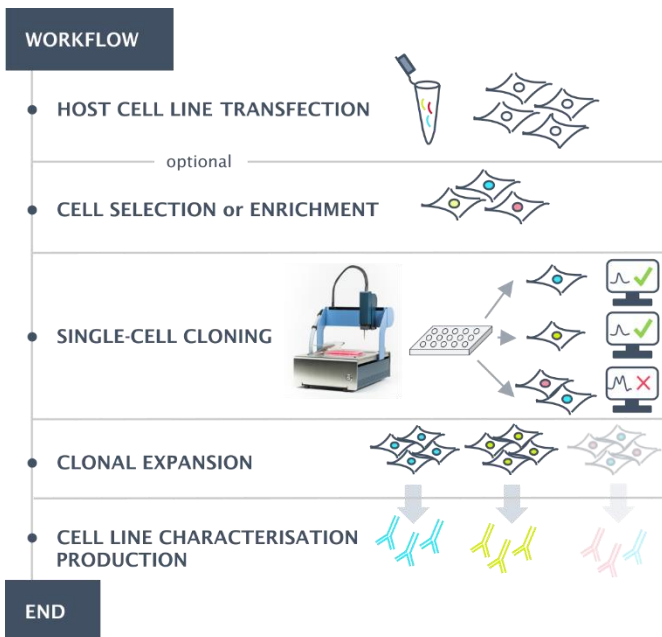 WORKFLOW
HOST CELL LINE TRANSFECTION
optional
CELL SELECTION or ENRICHMENT
SINGLE-CELL CLONING
CLONAL EXPANSION
CELL LINE CHARACTERISATION
PRODUCTION
END